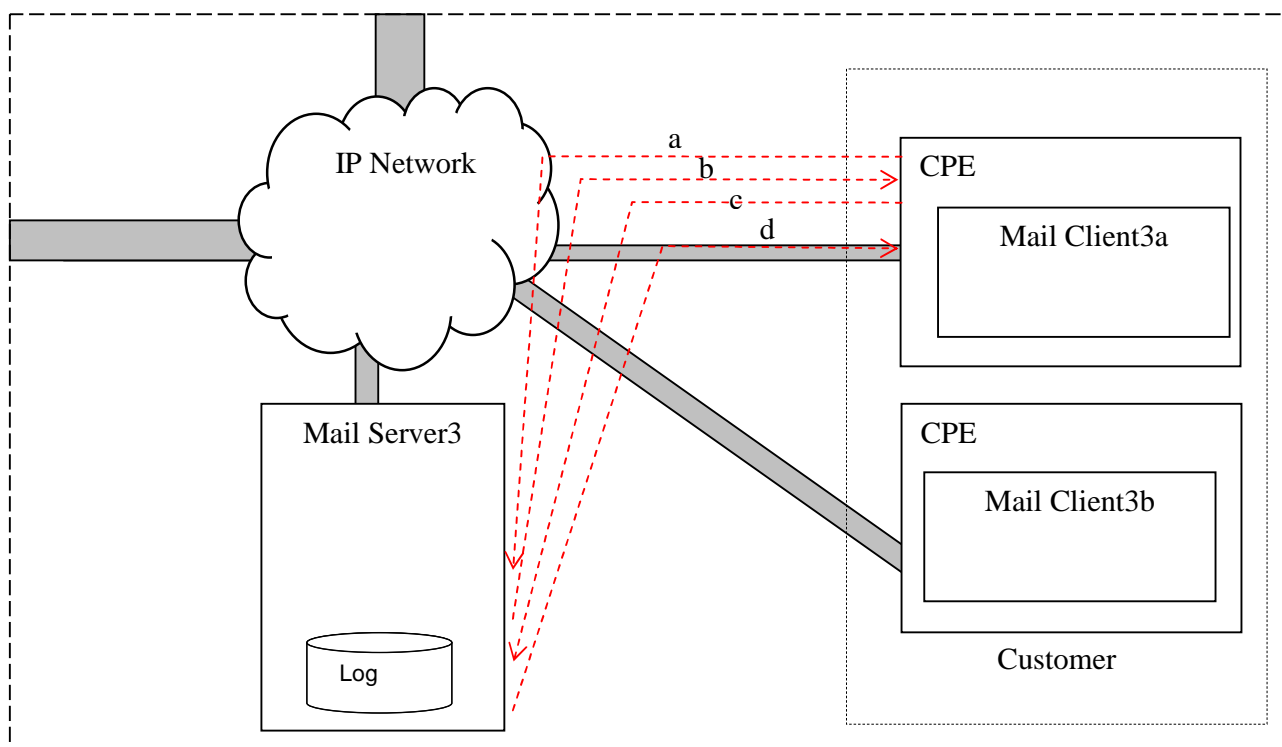 a
IP Network
b
CPE
c
d
Mail Client3a
Mail Server3
CPE
Mail Client3b
Log
Customer